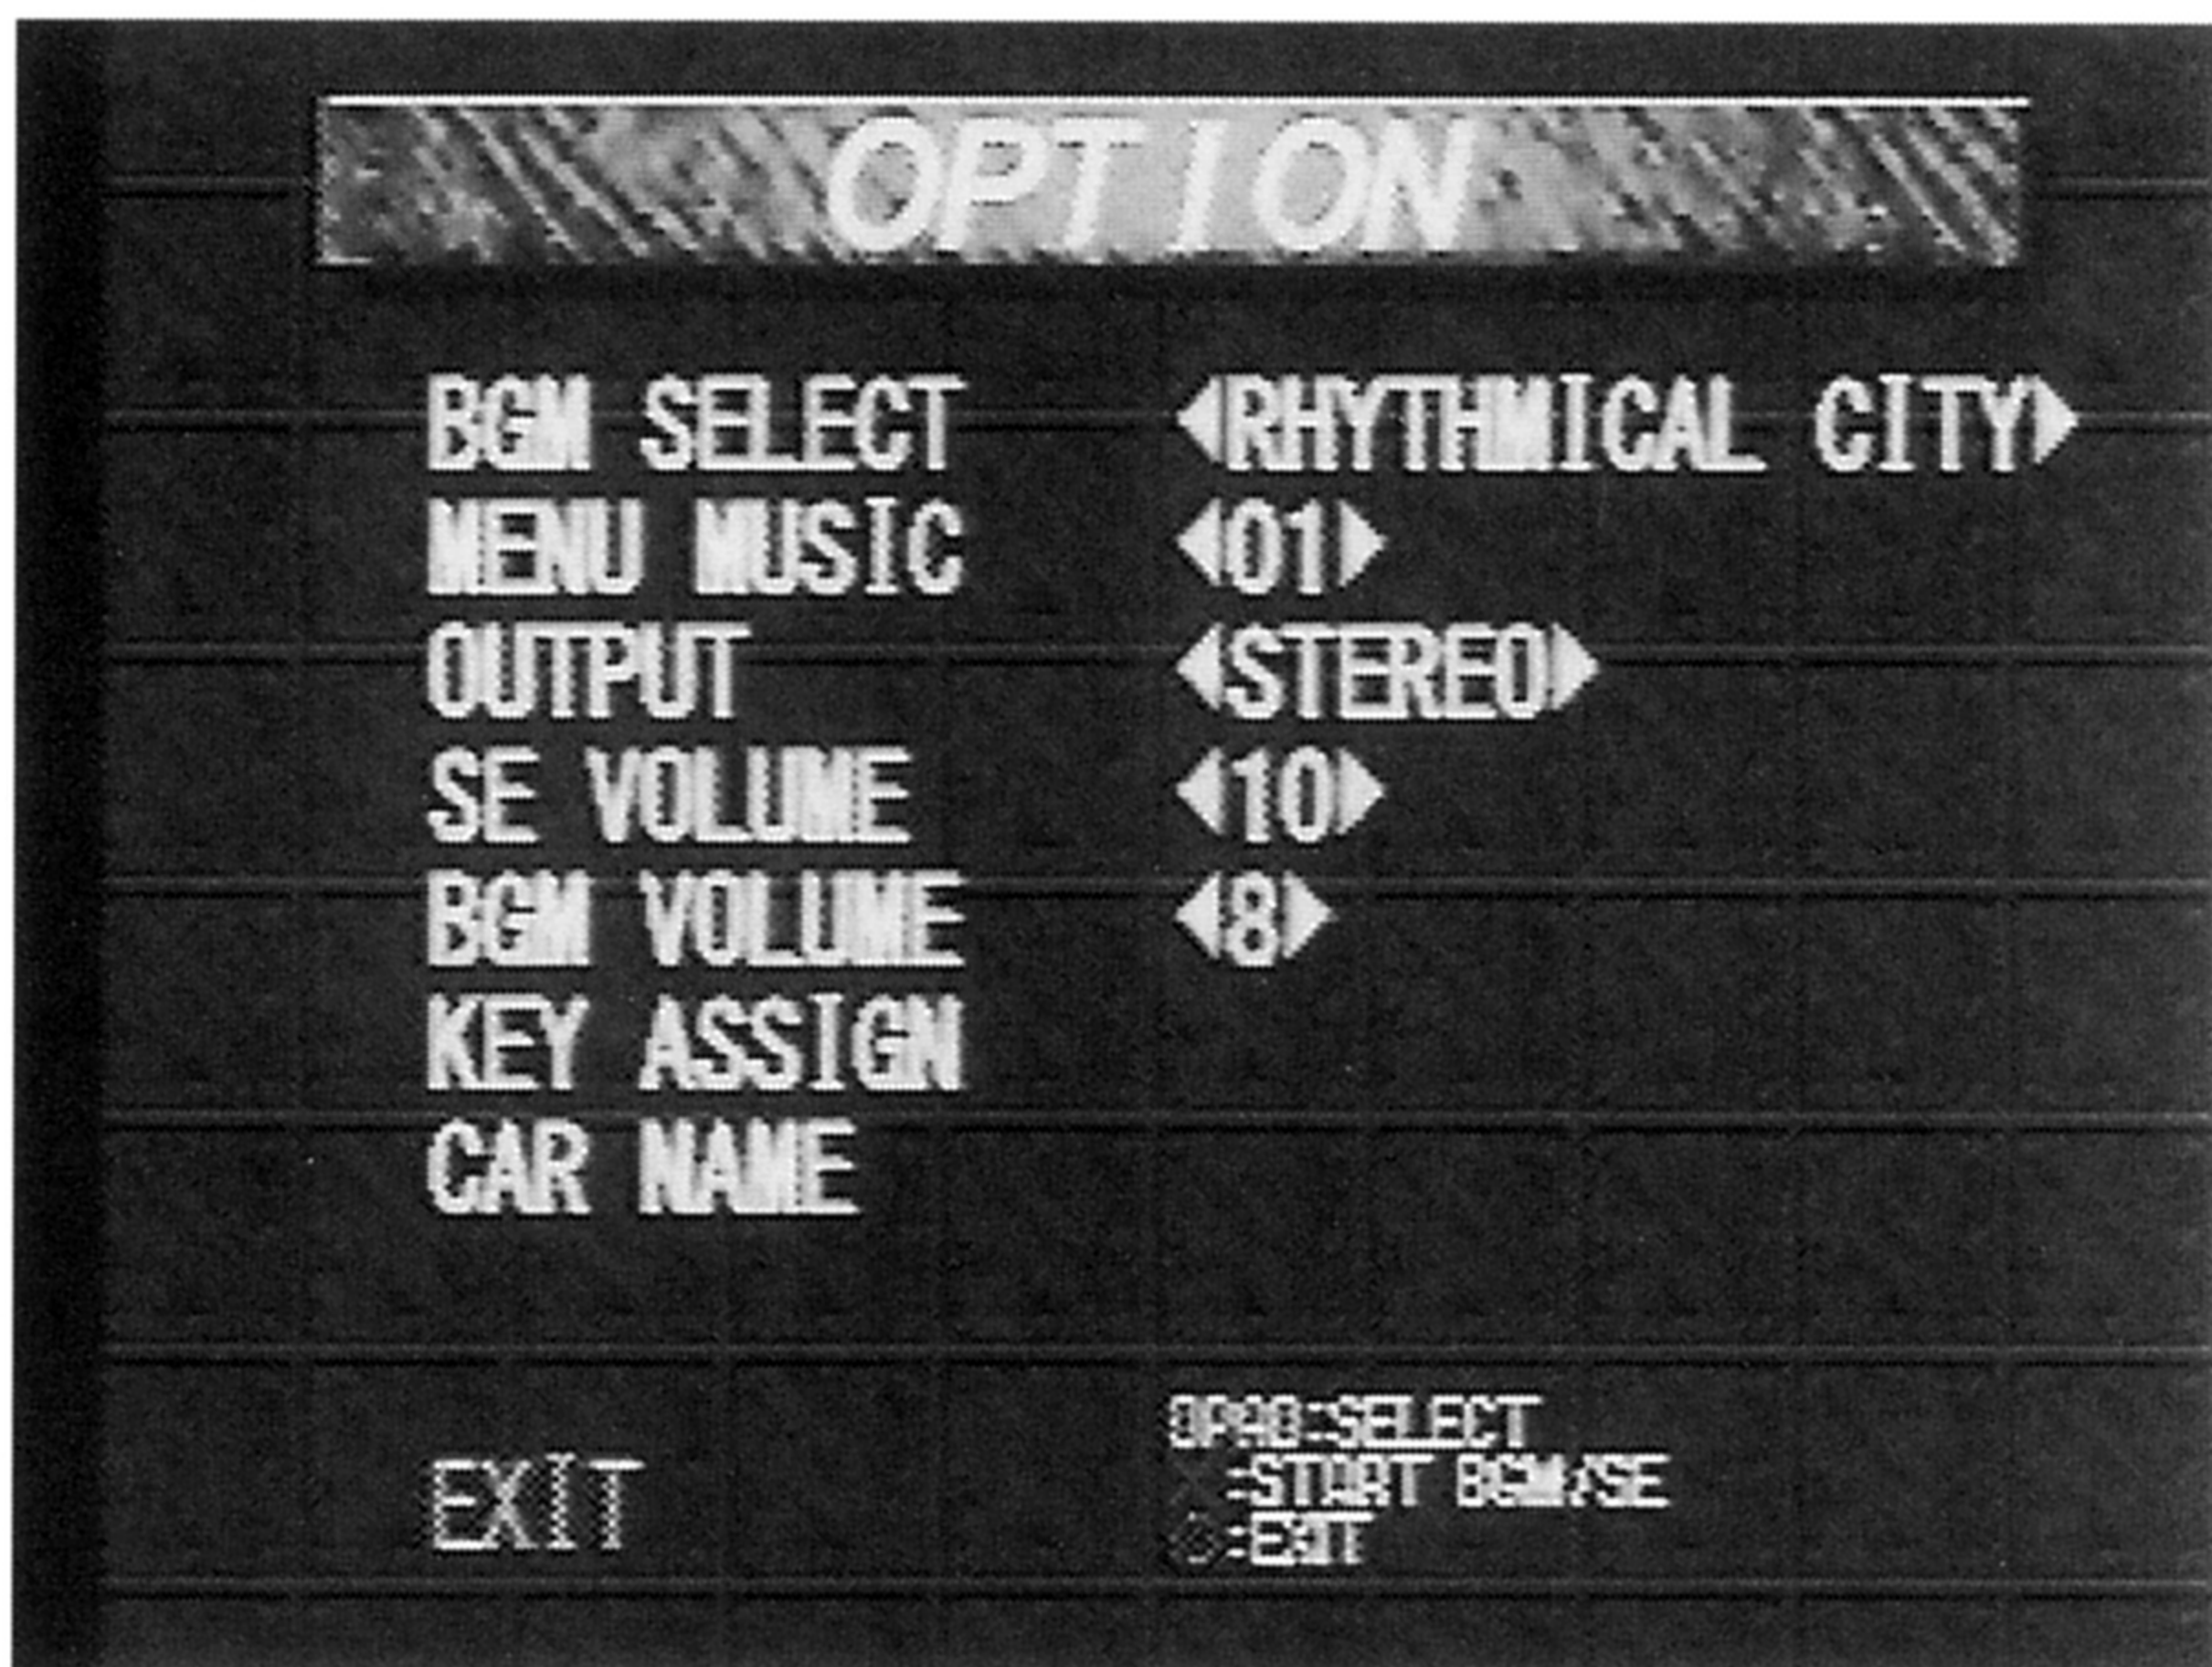 OPTION
BGM SELECT ◀RHYTHMICAL CITY▶
MENU MUSIC ◀01▶
OUTPUT ◀STEREO▶
SE VOLUME ◀10▶
BGM VOLUME ◀8▶
KEY ASSIGN
CAR NAME
EXIT
DPAD:SELECT
×:START BGM/SE
○:EXIT